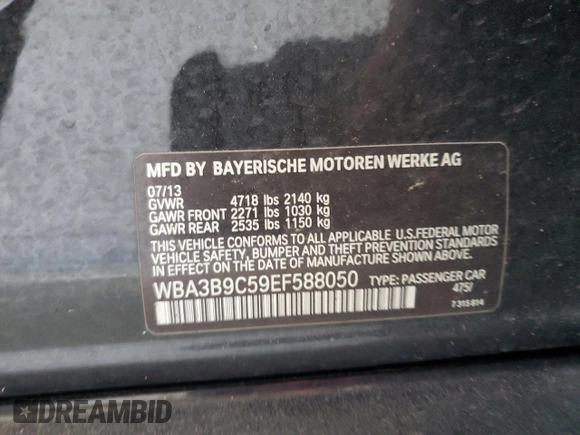 MFD BY BAYERISCHE MOTOREN WERKE AG
07/13
GVWR 4718 lbs 2140 kg
GAWR FRONT 2271 lbs 1030 kg
GAWR REAR 2535 lbs 1150 kg
THIS VEHICLE CONFORMS TO ALL APPLICABLE U.S.FEDERAL MOTOR
VEHICLE SAFETY, BUMPER AND THEFT PREVENTION STANDARDS
IN EFFECT ON THE DATE OF MANUFACTURE SHOWN ABOVE.
WBA3B9C59EF588050 TYPE: PASSENGER CAR
475/
7 315 814
DREAMBID